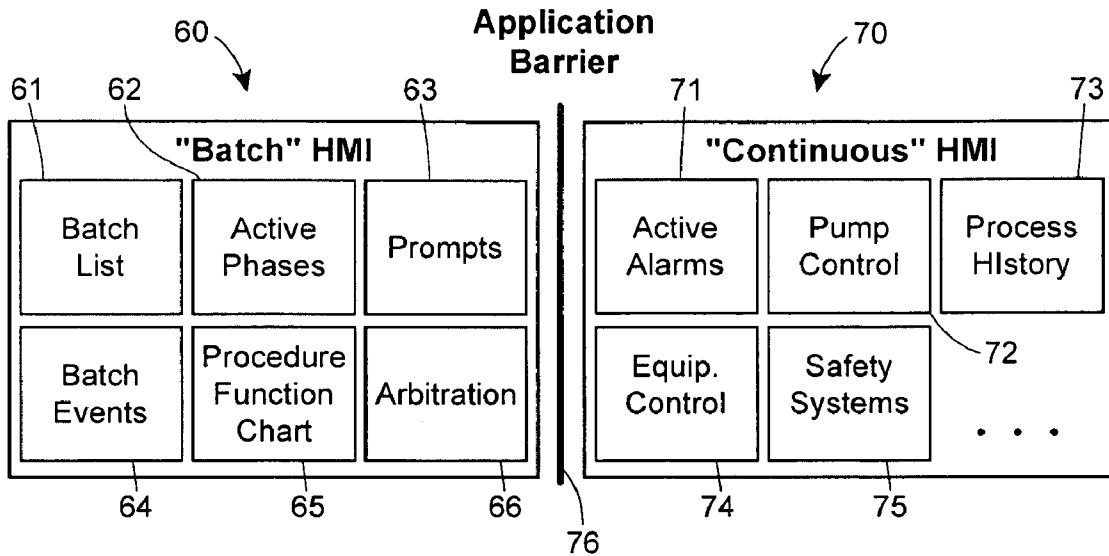 Application
Barrier
60
70
61
62
63
71
73
"Batch" HMI
"Continuous" HMI
Batch
List
Active
Phases
Prompts
Active
Alarms
Pump
Control
Process
HIstory
72
Batch
Events
Procedure
Function
Chart
Arbitration
Equip.
Control
Safety
Systems
. . .
64
65
66
76
74
75